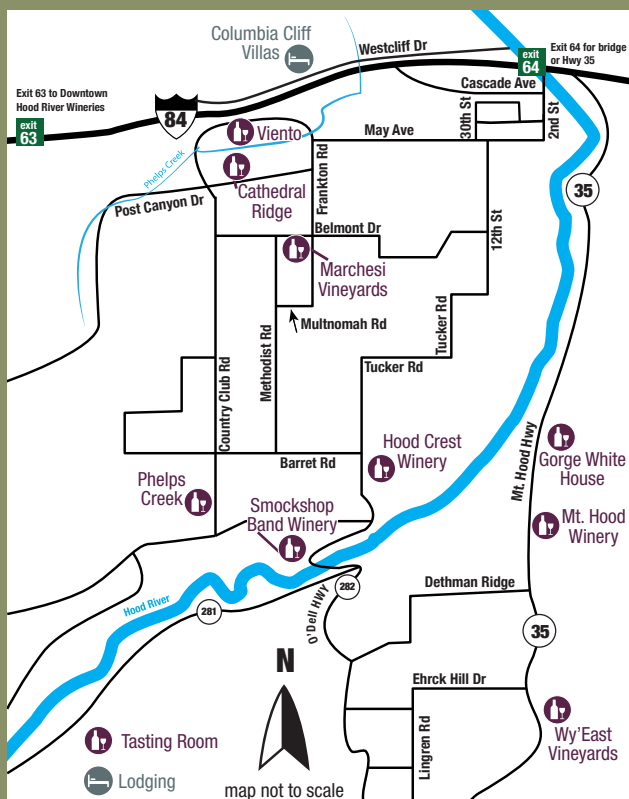 Columbia Cliff
Villas
Westcliff Dr
exit
64
Exit 64 for bridge
or Hwy 35
Exit 63 to Downtown
Hood River Wineries
exit
63
84
Cascade Ave
30th St
2nd St
Viento
May Ave
Phelps Creek
Cathedral
Ridge
Frankton Rd
35
Post Canyon Dr
Belmont Dr
12th St
Marchesi
Vineyards
Multnomah Rd
Tucker Rd
Tucker Rd
Country Club Rd
Methodist Rd
Mt. Hood Hwy
Barret Rd
Hood Crest
Winery
Gorge White
House
Phelps
Creek
Smockshop
Band Winery
Mt. Hood
Winery
Hood River
281
282
O'Dell HWY
Dethman Ridge
35
N
Ehrck Hill Dr
Lingren Rd
Wy'East
Vineyards
Tasting Room
Lodging
map not to scale